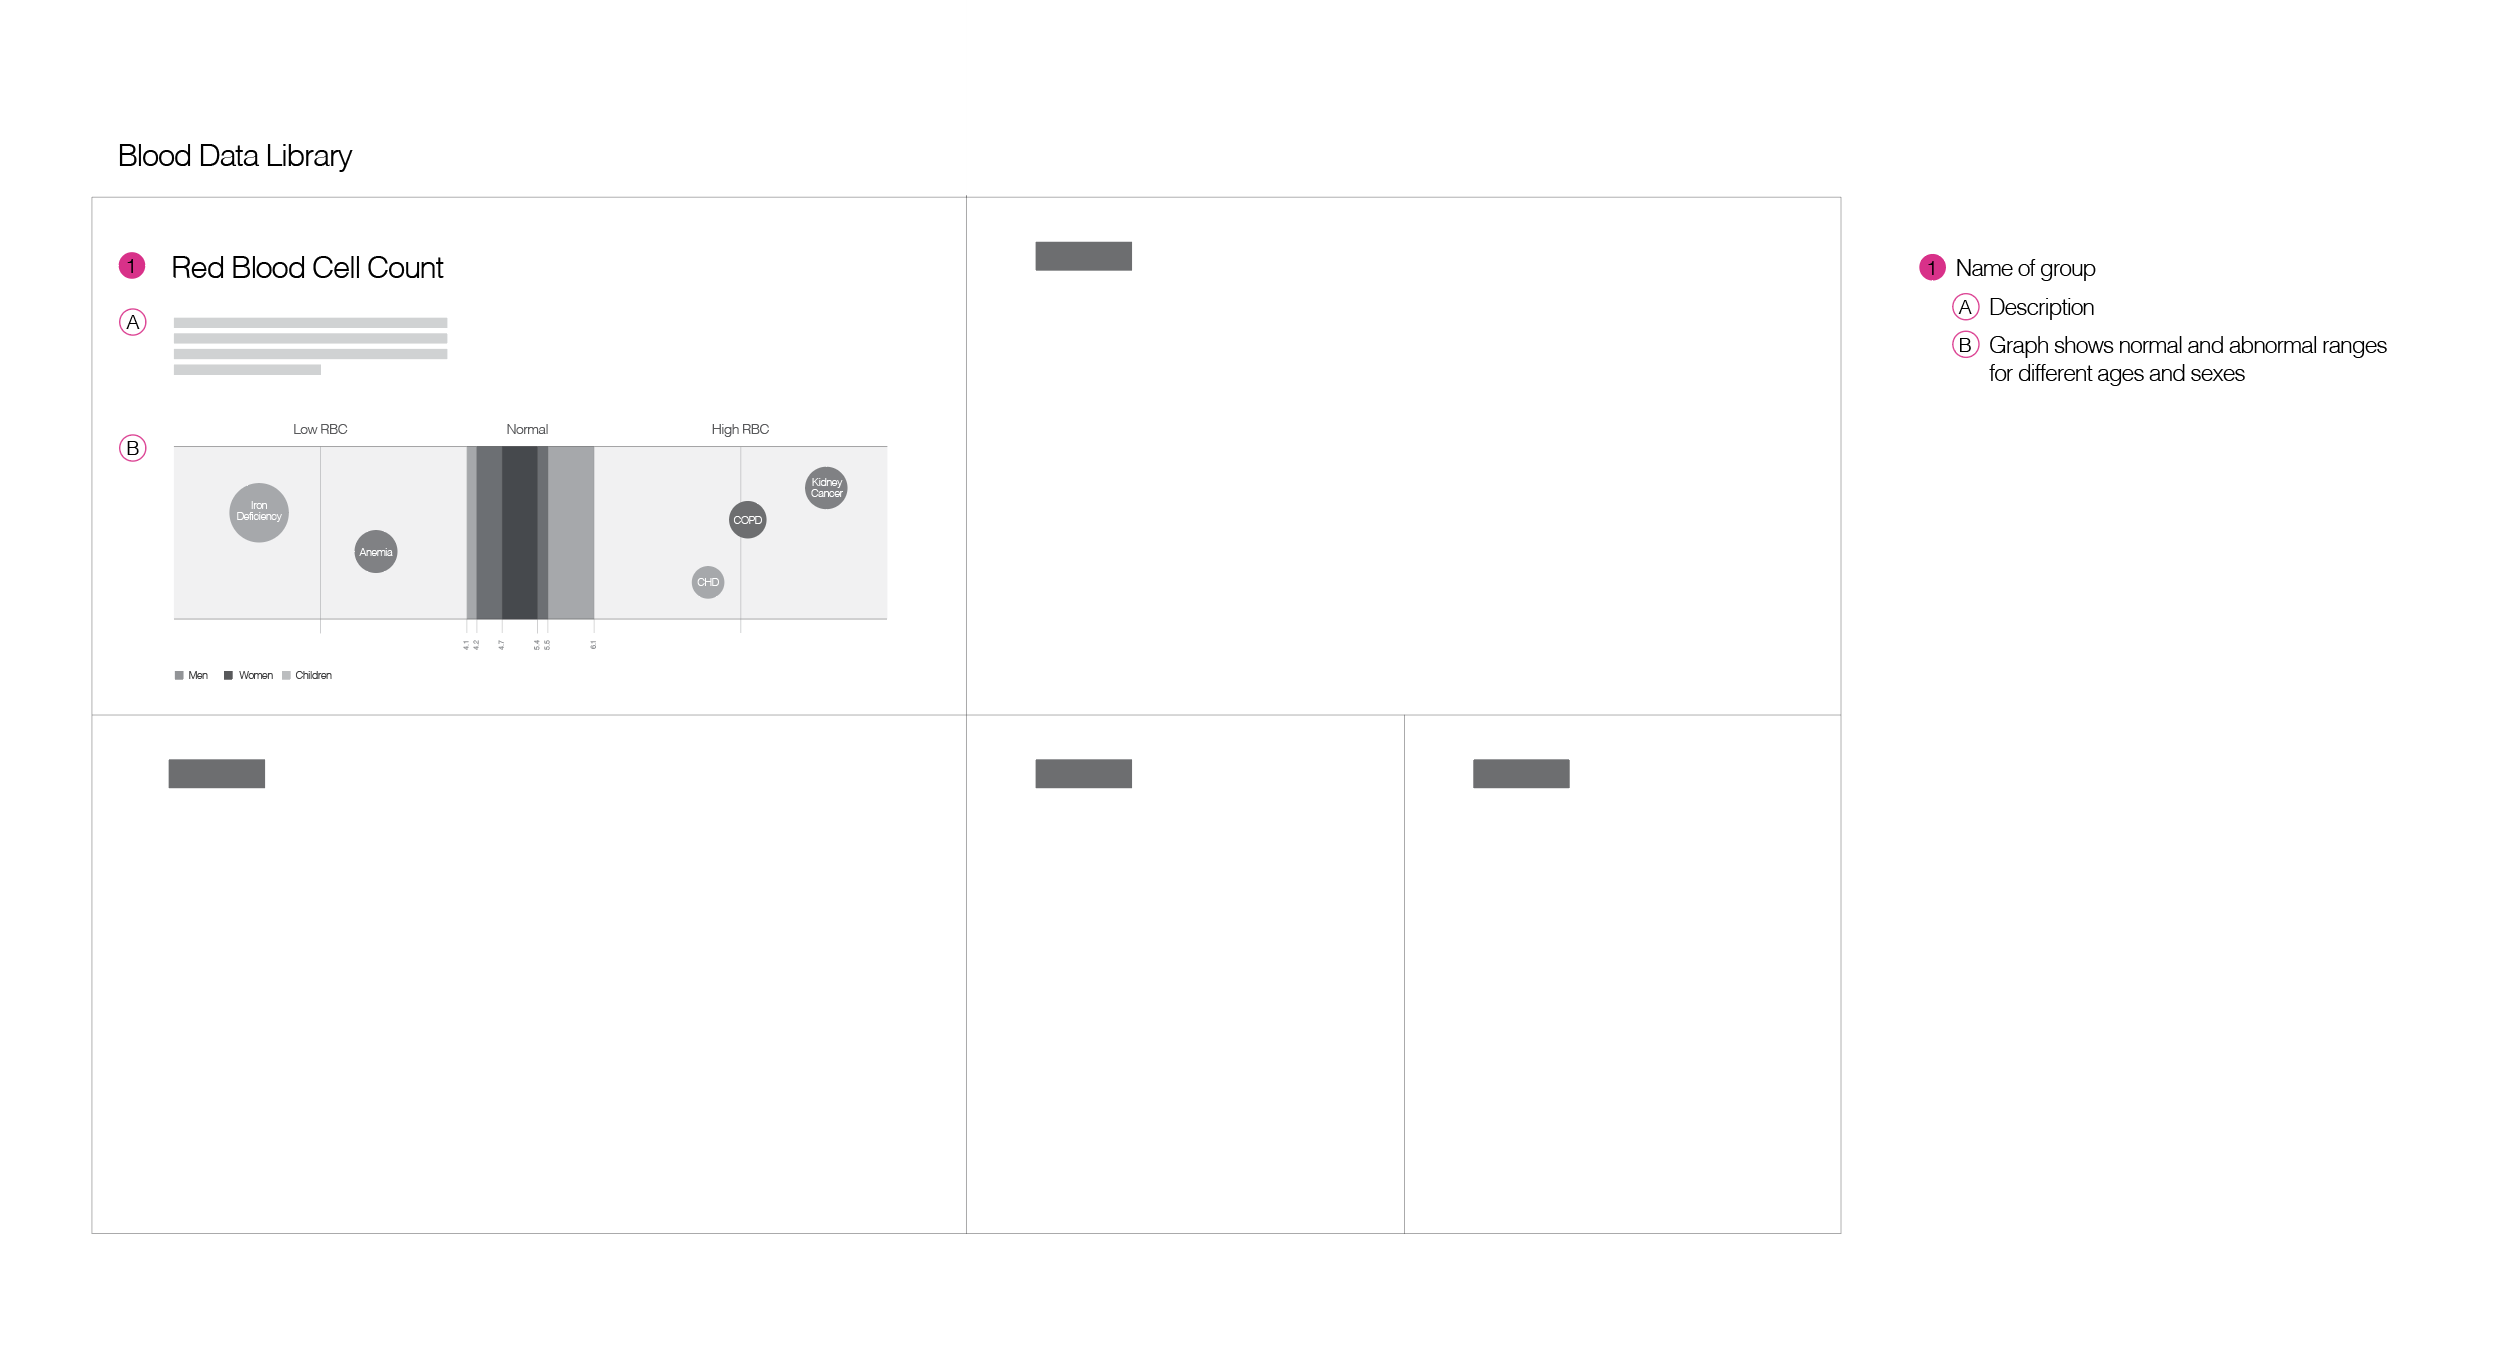 Blood Data Library
1 Red Blood Cell Count
A
B
Low RBC Normal High RBC
Iron
Deficiency
Anemia
CHD
COPD
Kidney
Cancer
4.1 4.2 4.7 5.4 5.5 6.1
Men Women Children
1 Name of group
A Description
B Graph shows normal and abnormal ranges
for different ages and sexes